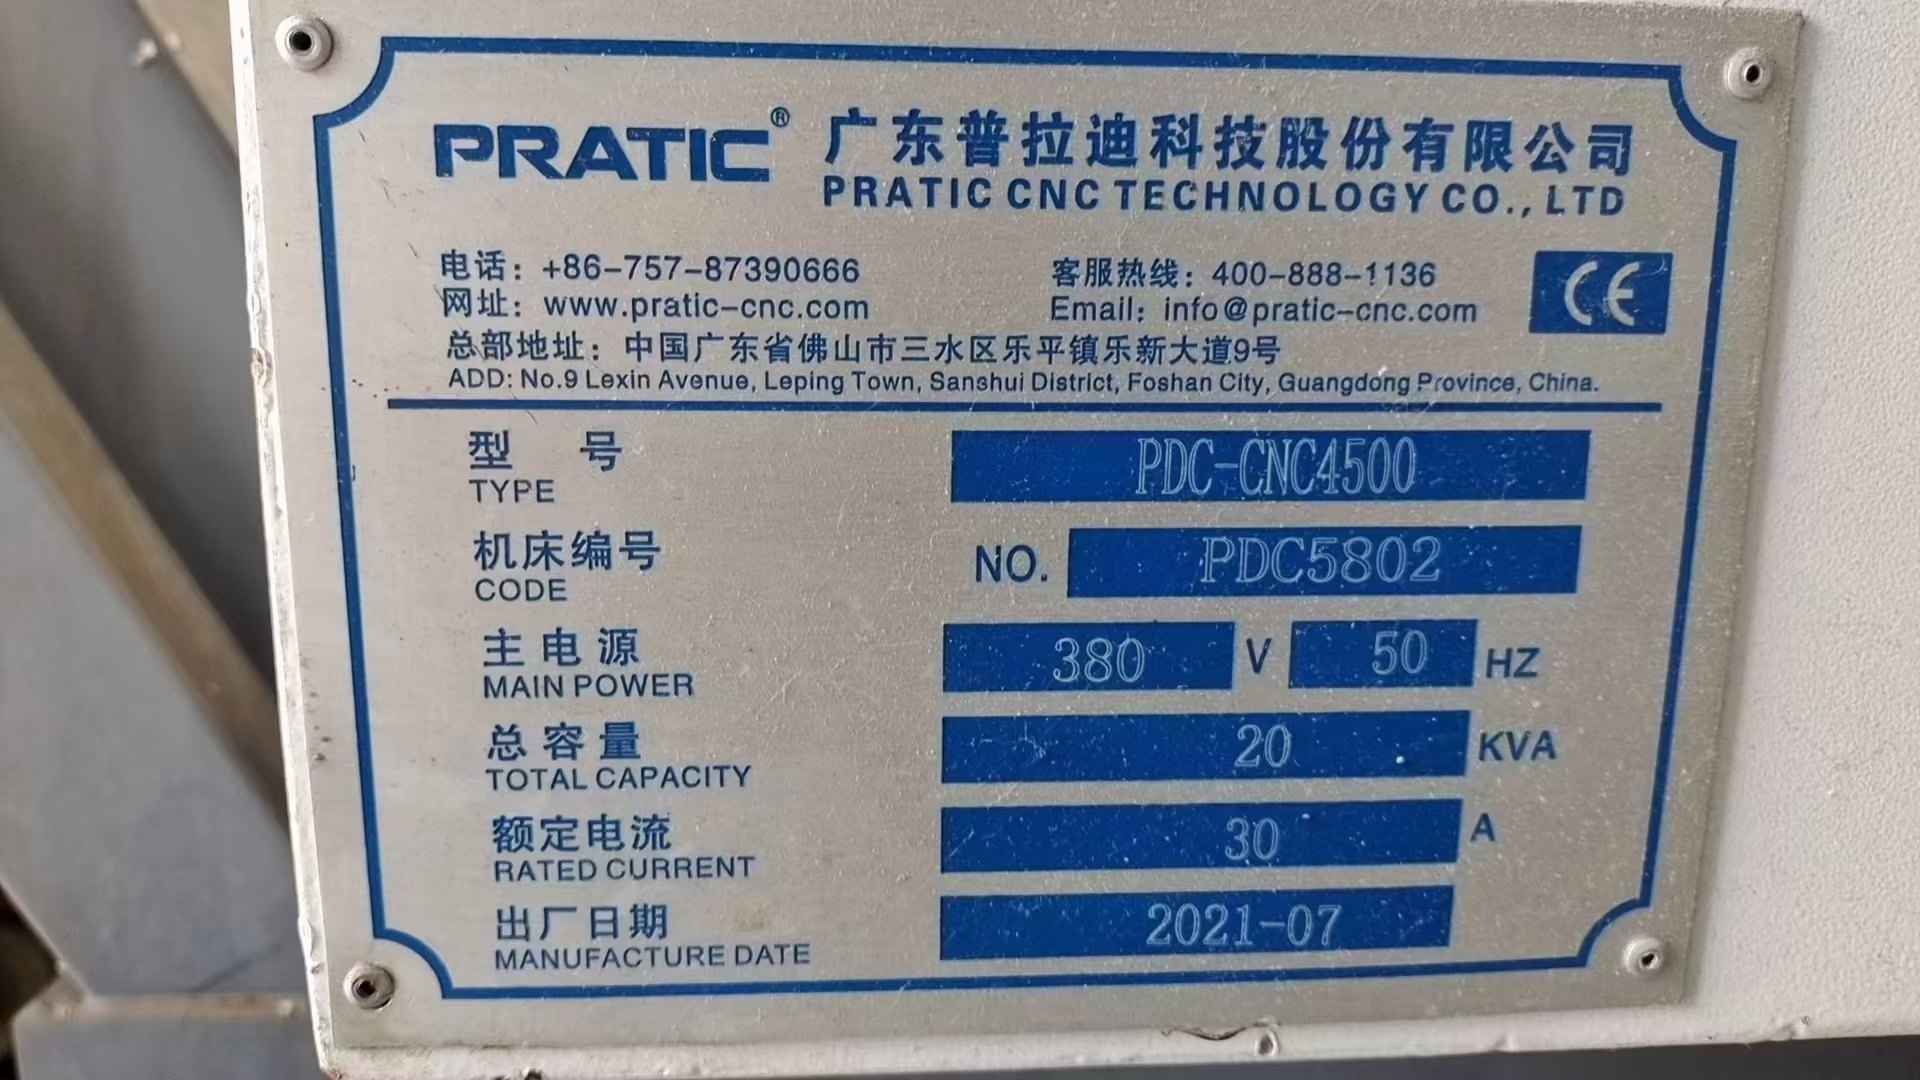 PRATIC® 广东普拉迪科技股份有限公司
PRATIC CNC TECHNOLOGY CO., LTD
电话：+86-757-87390666 客服热线：400-888-1136
网址：www.pratic-cnc.com Email：info@pratic-cnc.com
CE
总部地址：中国广东省佛山市三水区乐平镇乐新大道9号
ADD: No.9 Lexin Avenue, Leping Town, Sanshui District, Foshan City, Guangdong Province, China.
型 号 PDC-CNC4500
TYPE
机床编号 NO. PDC5802
CODE
主电源 380 V 50 HZ
MAIN POWER
总容量 20 KVA
TOTAL CAPACITY
额定电流 30 A
RATED CURRENT
出厂日期 2021-07
MANUFACTURE DATE